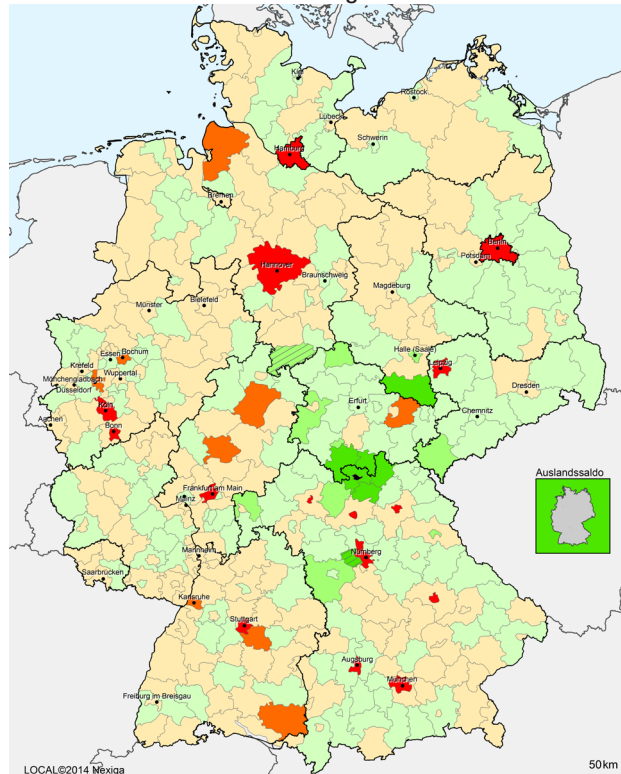 Kiel
Rostock
Lübeck
Schwerin
Hamburg
Bremen
Berlin
Potsdam
Hannover
Braunschweig
Magdeburg
Bielefeld
Münster
Halle (Saale)
Leipzig
Essen
Bochum
Krefeld
Wuppertal
Mönchengladbach
Düsseldorf
Dresden
Erfurt
Köln
Chemnitz
Aachen
Bonn
Auslandssaldo
Frankfurt am Main
Mainz
Nürnberg
Mannheim
Saarbrücken
Karlsruhe
Stuttgart
Augsburg
München
Freiburg im Breisgau
50km
LOCAL©2014 Nexiga